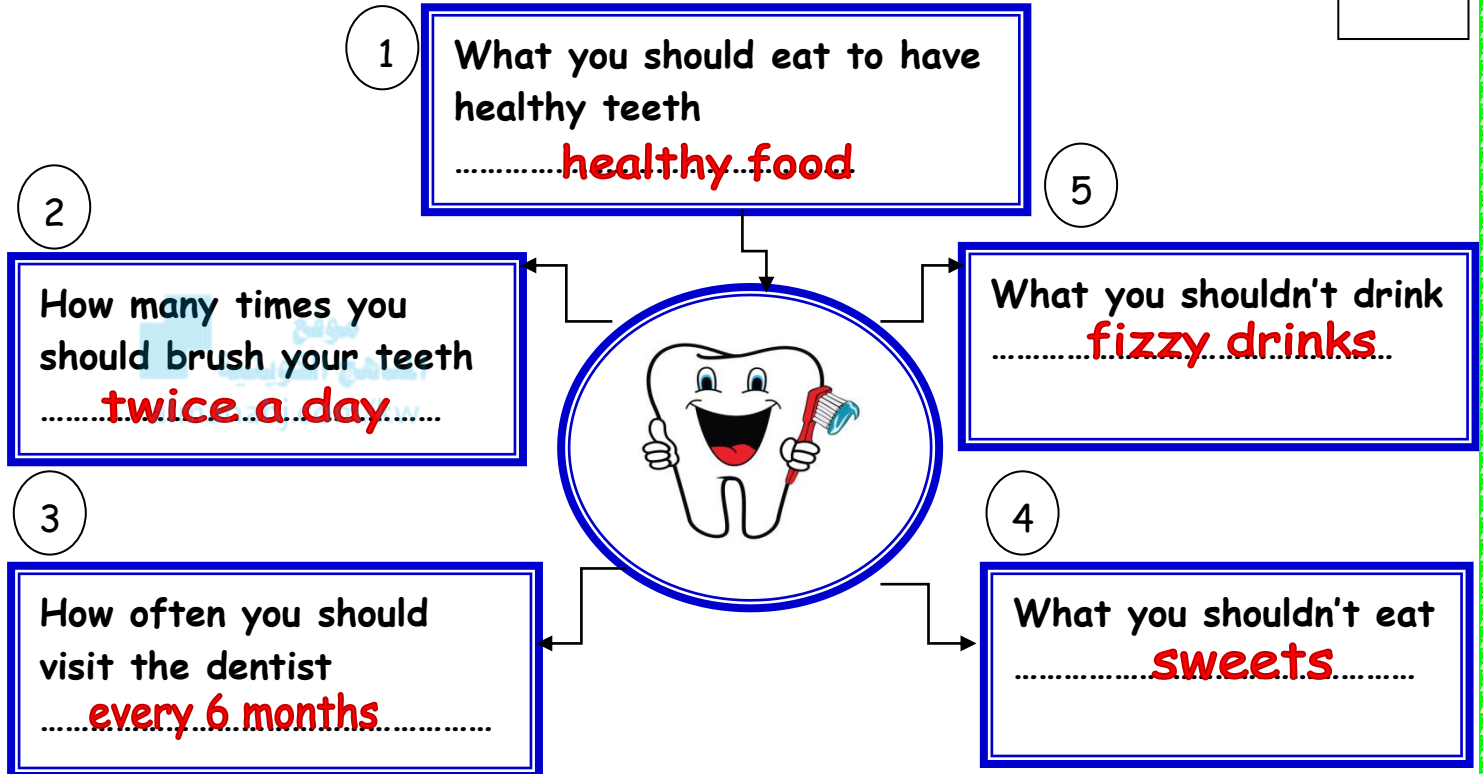 1
What you should eat to have
healthy teeth
healthy food
2
How many times you
should brush your teeth
twice a day
3
How often you should
visit the dentist
every 6 months
4
What you shouldn't eat
sweets
5
What you shouldn't drink
fizzy drinks